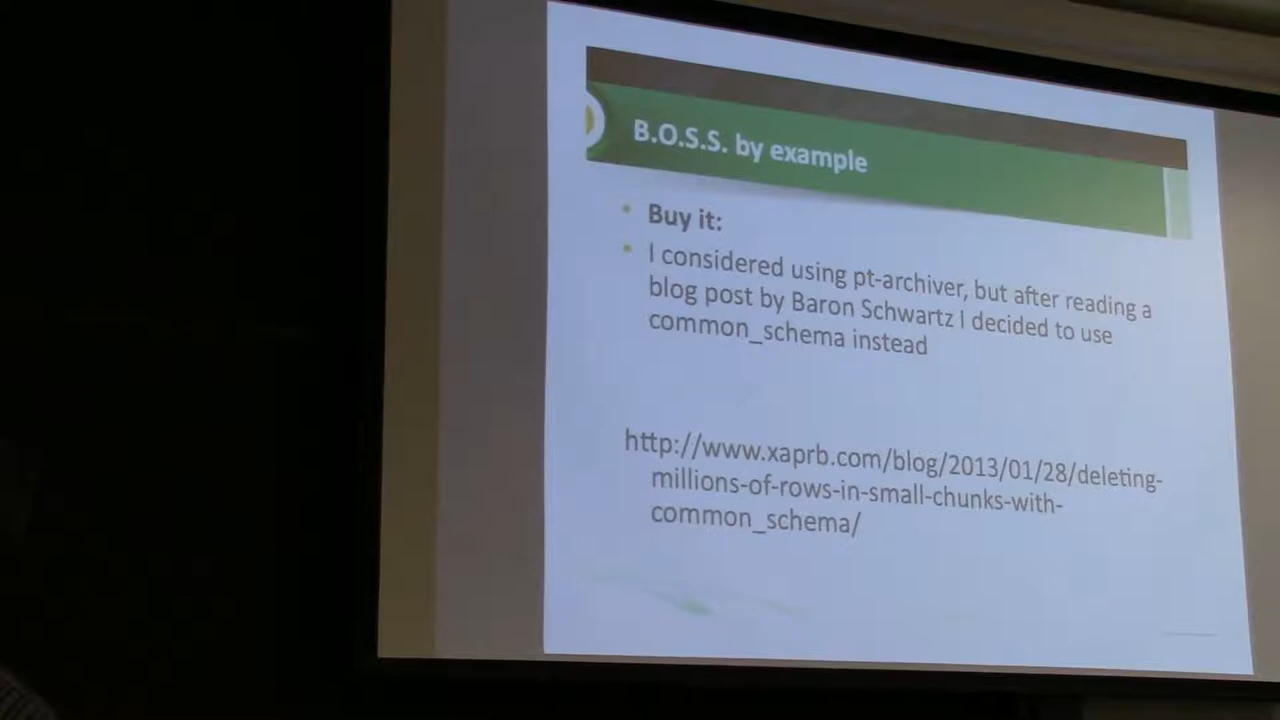 B.O.S.S. by example
Buy it:
I considered using pt-archiver, but after reading a
blog post by Baron Schwartz I decided to use
common_schema instead
http://www.xaprb.com/blog/2013/01/28/deleting-
millions-of-rows-in-small-chunks-with-
common_schema/